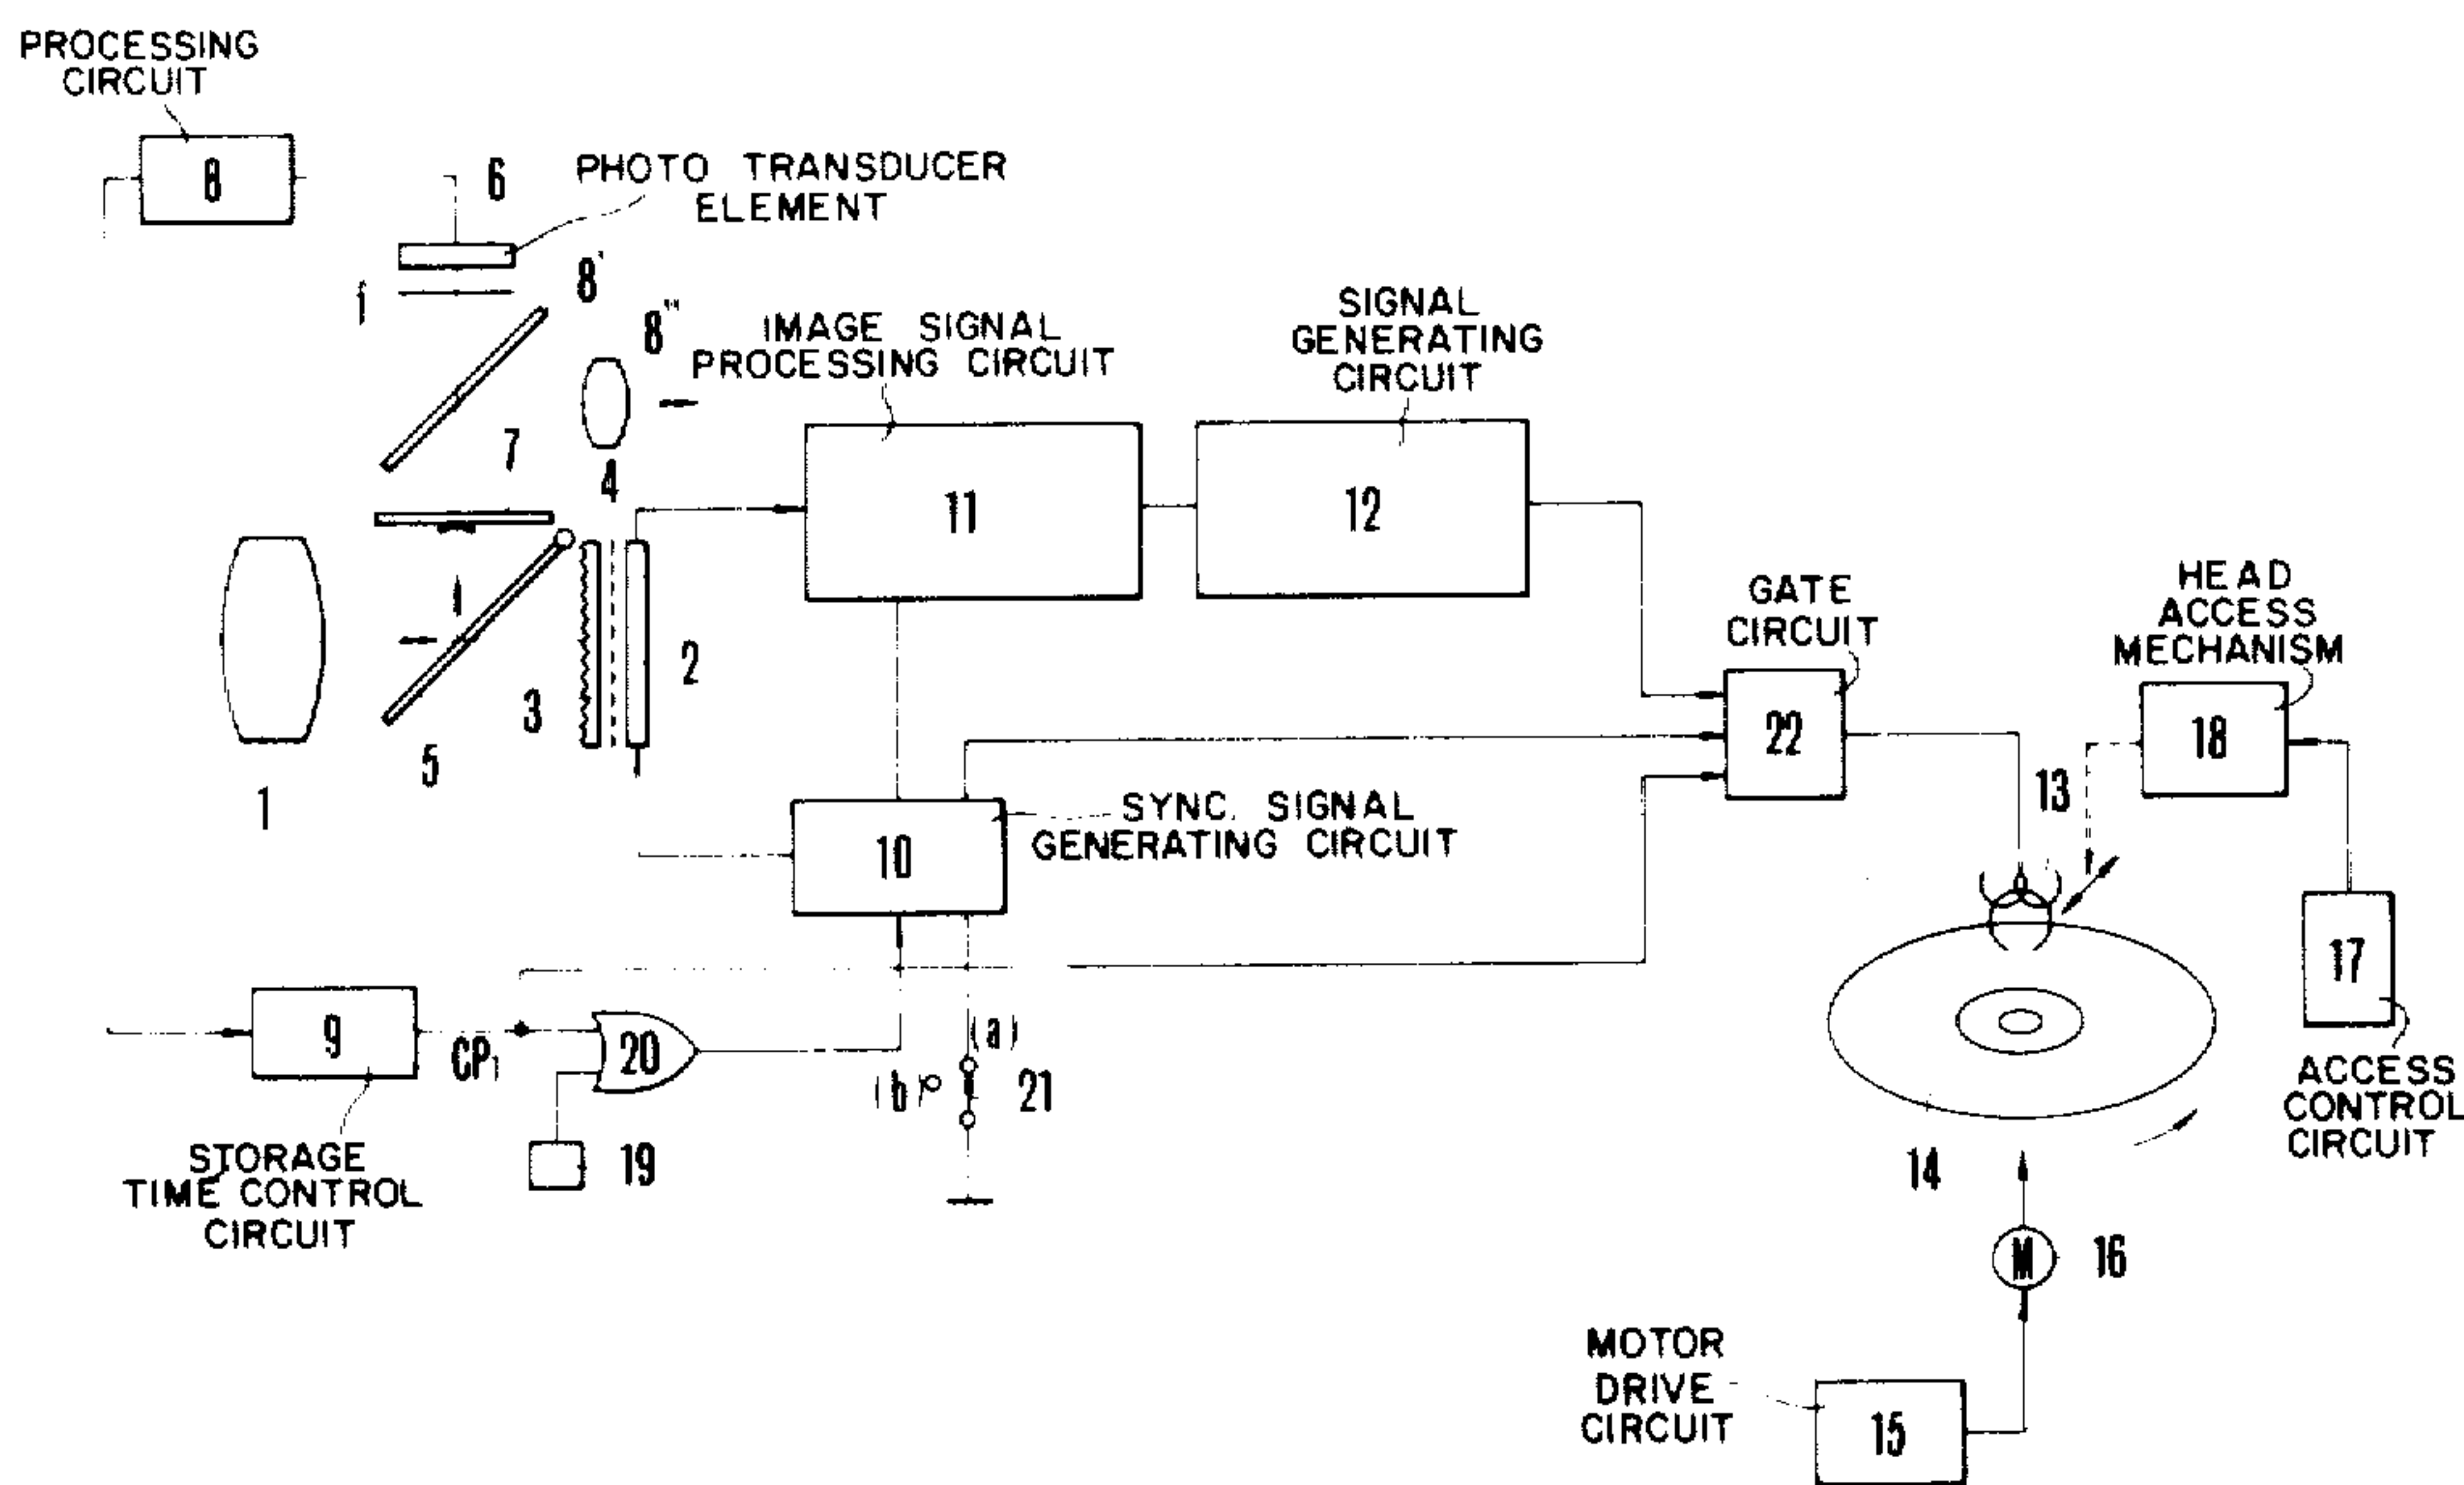 PROCESSING
CIRCUIT
8
6
PHOTO TRANSDUCER
ELEMENT
8'
1
8"
IMAGE SIGNAL
PROCESSING CIRCUIT
SIGNAL
GENERATING
CIRCUIT
7
4
11
12
GATE
CIRCUIT
HEAD
ACCESS
MECHANISM
2
3
5
1
22
18
13
SYNC. SIGNAL
GENERATING CIRCUIT
10
17
9
CP1
20
(a)
(b)
21
19
STORAGE
TIME CONTROL
CIRCUIT
ACCESS
CONTROL
CIRCUIT
14
M
16
MOTOR
DRIVE
CIRCUIT
15